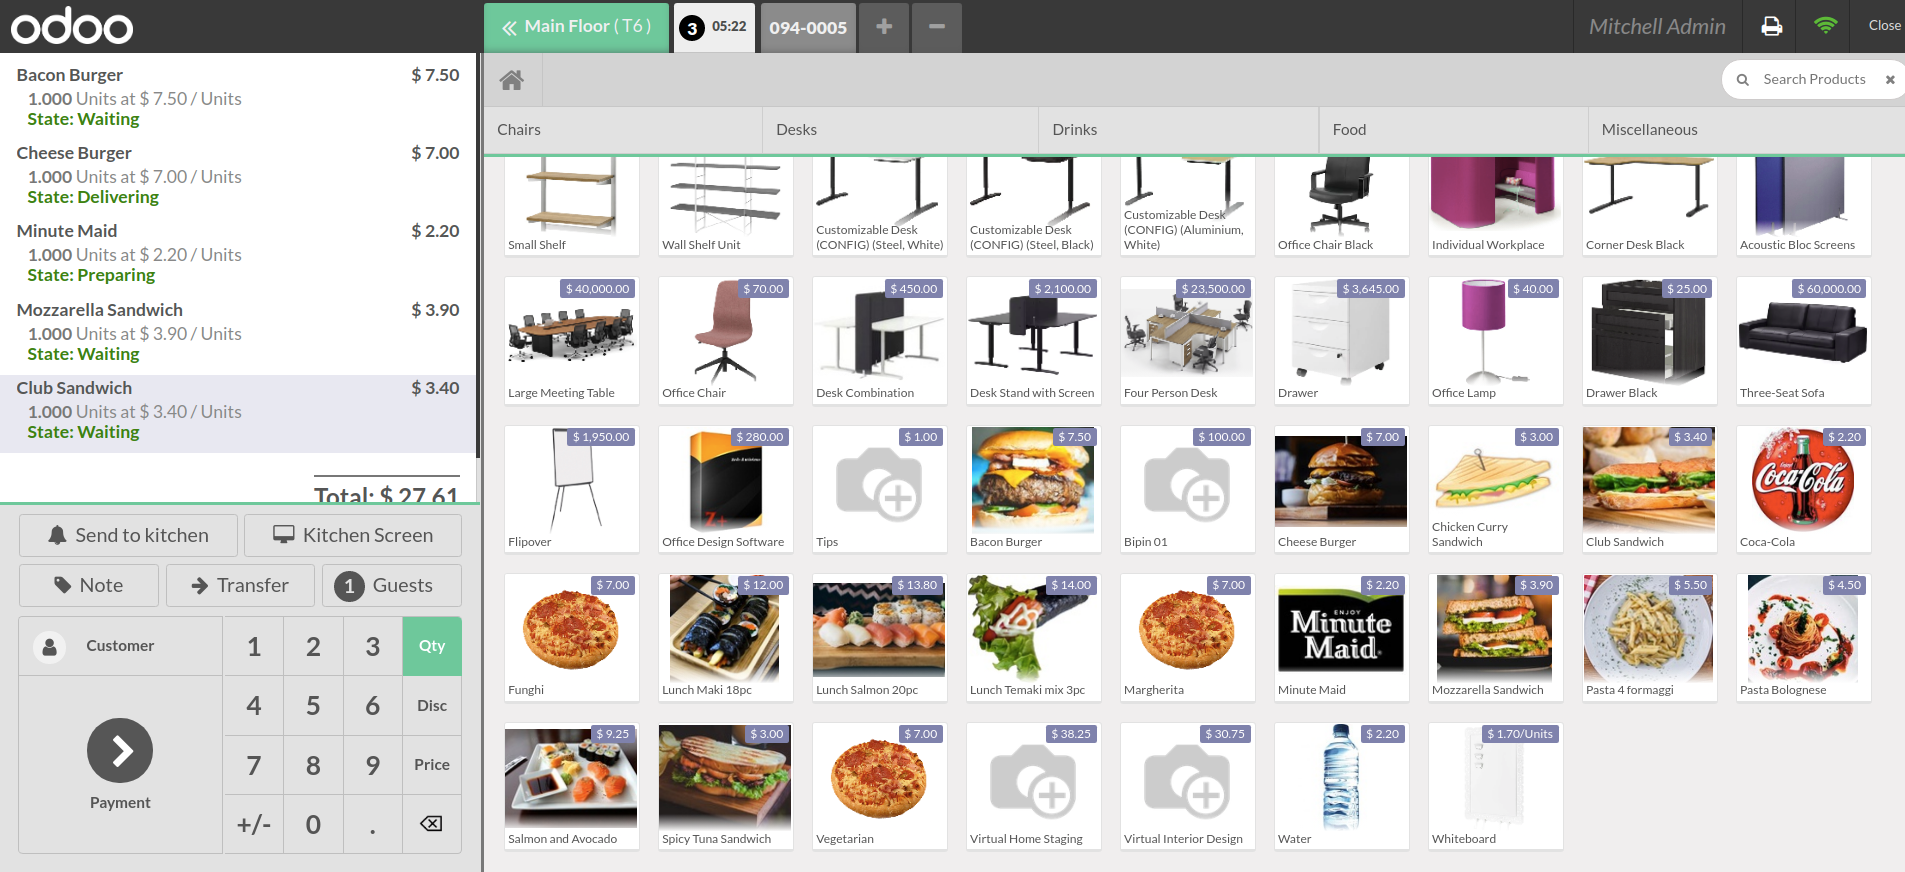 odoo
Main Floor ( T6 )
3 05:22
094-0005
+
−
Mitchell Admin
Close
Bacon Burger $ 7.50
1.000 Units at $ 7.50 / Units
State: Waiting
Cheese Burger $ 7.00
1.000 Units at $ 7.00 / Units
State: Delivering
Minute Maid $ 2.20
1.000 Units at $ 2.20 / Units
State: Preparing
Mozzarella Sandwich $ 3.90
1.000 Units at $ 3.90 / Units
State: Waiting
Club Sandwich $ 3.40
1.000 Units at $ 3.40 / Units
State: Waiting
Total: $ 27.61
Send to kitchen
Kitchen Screen
Note
Transfer
1 Guests
Customer
Payment
1 2 3 Qty
4 5 6 Disc
7 8 9 Price
+/- 0 .
Search Products
Chairs Desks Drinks Food Miscellaneous
Small Shelf
Wall Shelf Unit
Customizable Desk
(CONFIG) (Steel, White)
Customizable Desk
(CONFIG) (Steel, Black)
Customizable Desk
(CONFIG) (Aluminium,
White)
Office Chair Black
Individual Workplace
Corner Desk Black
Acoustic Bloc Screens
$ 40,000.00
Large Meeting Table
$ 70.00
Office Chair
$ 450.00
Desk Combination
$ 2,100.00
Desk Stand with Screen
$ 23,500.00
Four Person Desk
$ 3,645.00
Drawer
$ 40.00
Office Lamp
$ 25.00
Drawer Black
$ 60,000.00
Three-Seat Sofa
$ 1,950.00
Flipover
$ 280.00
Z+
Office Design Software
$ 1.00
Tips
$ 7.50
Bacon Burger
$ 100.00
Bipin 01
$ 7.00
Cheese Burger
$ 3.00
Chicken Curry
Sandwich
$ 3.40
Club Sandwich
$ 2.20
Coca-Cola
Coca-Cola
$ 7.00
Funghi
$ 12.00
Lunch Maki 18pc
$ 13.80
Lunch Salmon 20pc
$ 14.00
Lunch Temaki mix 3pc
$ 7.00
Margherita
$ 2.20
ENJOY
Minute
Maid
Minute Maid
$ 3.90
Mozzarella Sandwich
$ 5.50
Pasta 4 formaggi
$ 4.50
Pasta Bolognese
$ 9.25
Salmon and Avocado
$ 3.00
Spicy Tuna Sandwich
$ 7.00
Vegetarian
$ 38.25
Virtual Home Staging
$ 30.75
Virtual Interior Design
$ 2.20
Water
$ 1.70/Units
Whiteboard